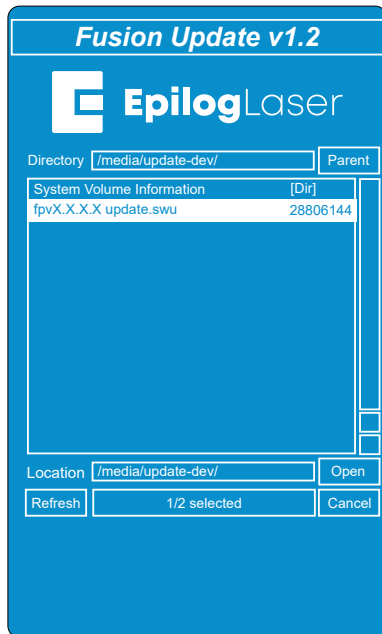 Fusion Update v1.2
EpilogLaser
Directory /media/update-dev/ Parent
System Volume Information [Dir]
fpvX.X.X.X update.swu 28806144
Location /media/update-dev/ Open
Refresh 1/2 selected Cancel